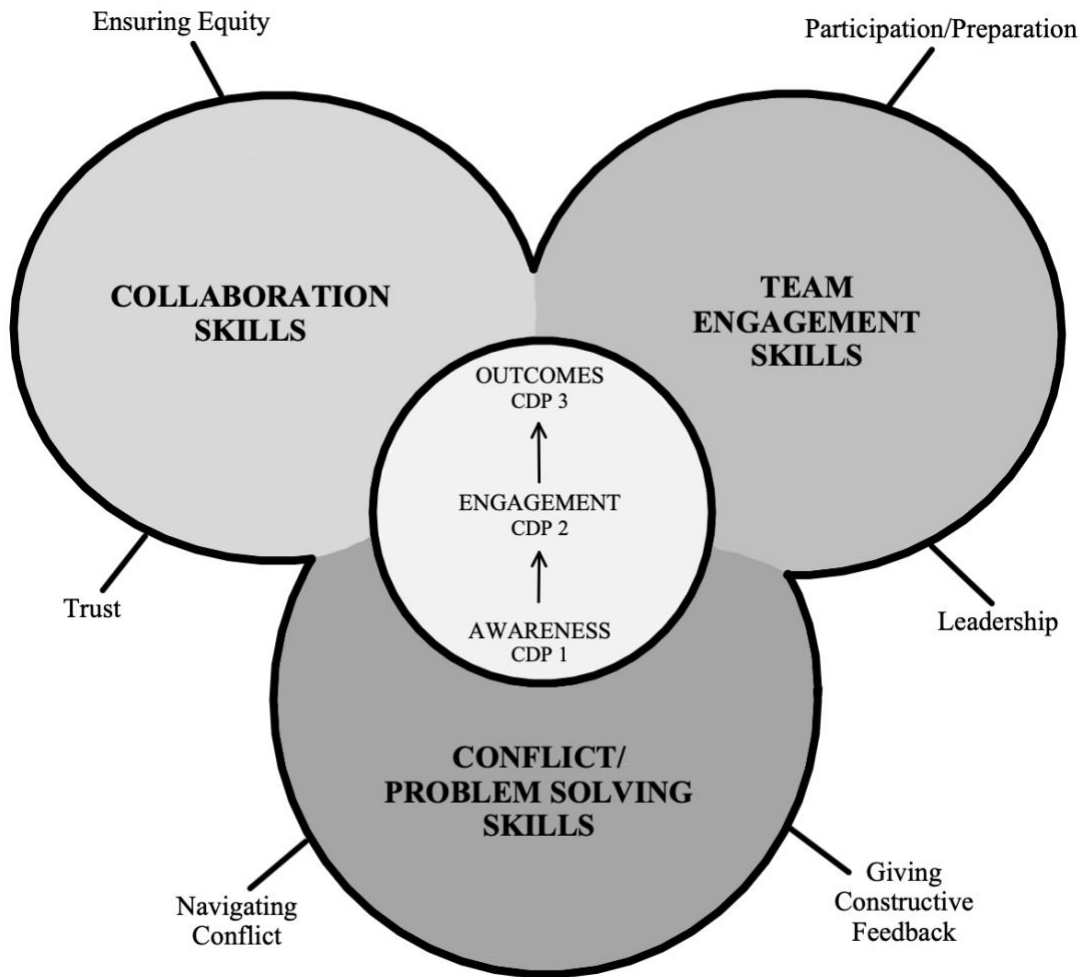 Ensuring Equity
Participation/Preparation
COLLABORATION
SKILLS
TEAM
ENGAGEMENT
SKILLS
OUTCOMES
CDP 3
ENGAGEMENT
CDP 2
AWARENESS
CDP 1
Trust
Leadership
CONFLICT/
PROBLEM SOLVING
SKILLS
Navigating
Conflict
Giving
Constructive
Feedback